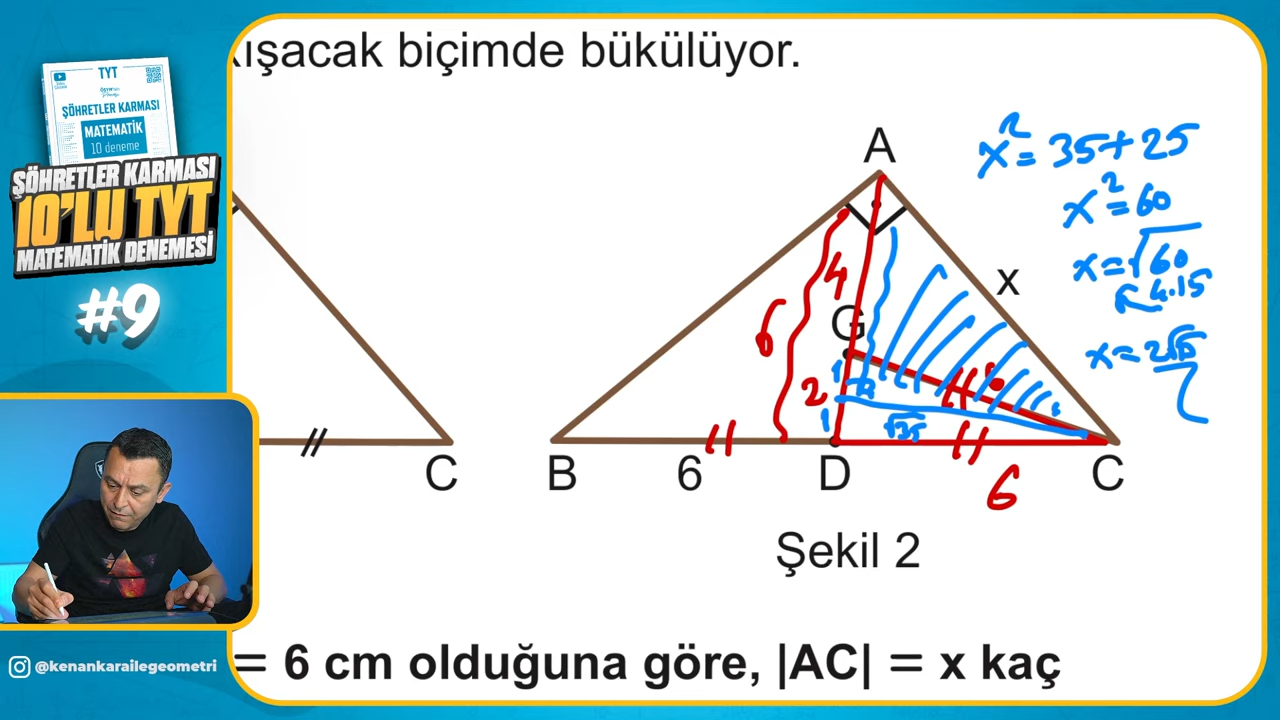 kışacak biçimde bükülüyor.
TYT
ŞÖHRETLER KARMASI
MATEMATİK
10 deneme
ŞÖHRETLER KARMASI
10'LU TYT
MATEMATİK DENEMESİ
#9
C
A
x
G
4
6
2
1
1
6
√35
B
6
D
C
6
Şekil 2
x² = 35 + 25
x² = 60
x = √60
4.15
x = 2√15
@kenankarailegeometri
= 6 cm olduğuna göre, |AC| = x kaç